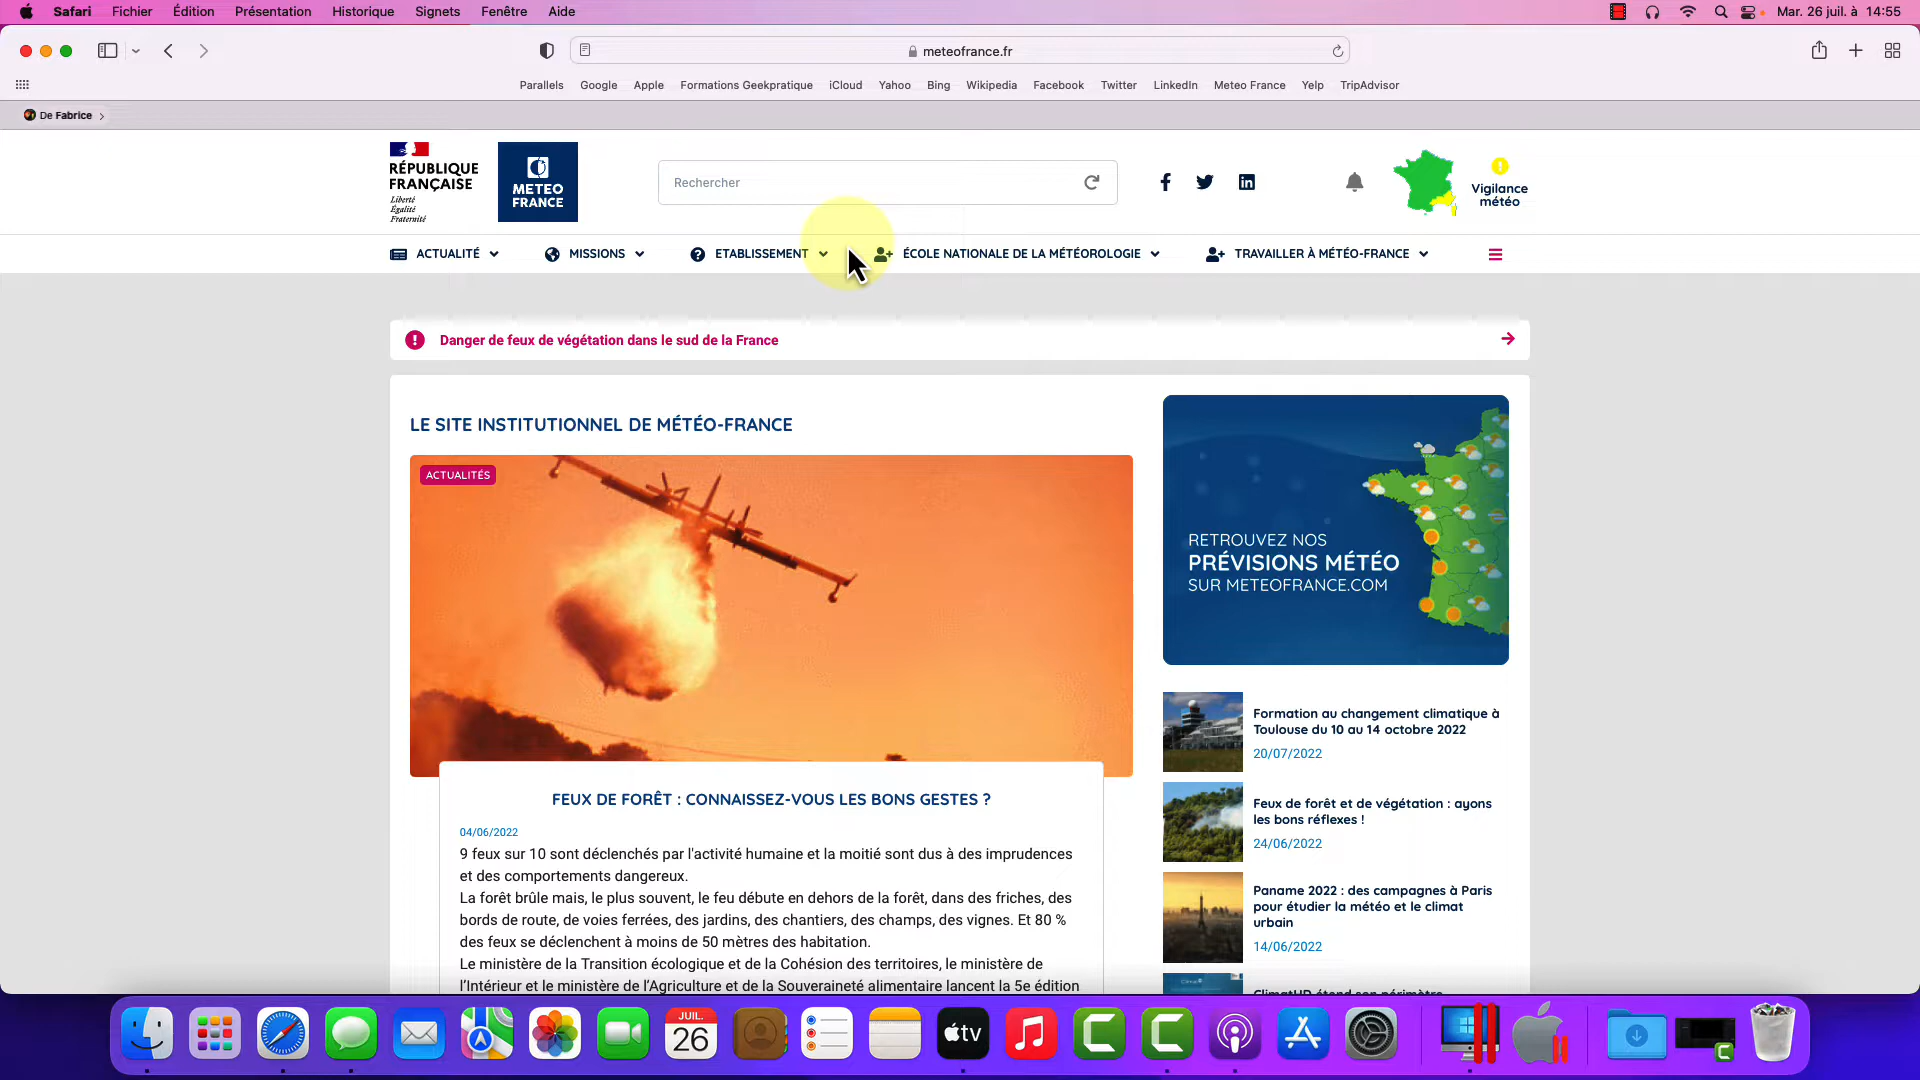 Safari Fichier Édition Présentation Historique Signets Fenêtre Aide Mar. 26 juil. à 14:55
meteofrance.fr
Parallels Google Apple Formations Geekpratique iCloud Yahoo Bing Wikipedia Facebook Twitter LinkedIn Meteo France Yelp TripAdvisor
De Fabrice
RÉPUBLIQUE
FRANÇAISE
Liberté
Égalité
Fraternité
METEO
FRANCE
Rechercher
Vigilance
météo
ACTUALITÉ MISSIONS ETABLISSEMENT ÉCOLE NATIONALE DE LA MÉTÉOROLOGIE TRAVAILLER À MÉTÉO-FRANCE
Danger de feux de végétation dans le sud de la France
LE SITE INSTITUTIONNEL DE MÉTÉO-FRANCE
ACTUALITÉS
FEUX DE FORÊT : CONNAISSEZ-VOUS LES BONS GESTES ?
04/06/2022
9 feux sur 10 sont déclenchés par l'activité humaine et la moitié sont dus à des imprudences
et des comportements dangereux.
La forêt brûle mais, le plus souvent, le feu débute en dehors de la forêt, dans des friches, des
bords de route, de voies ferrées, des jardins, des chantiers, des champs, des vignes. Et 80 %
des feux se déclenchent à moins de 50 mètres des habitation.
Le ministère de la Transition écologique et de la Cohésion des territoires, le ministère de
l'Intérieur et le ministère de l'Agriculture et de la Souveraineté alimentaire lancent la 5e édition
RETROUVEZ NOS
PRÉVISIONS MÉTÉO
SUR METEOFRANCE.COM
Formation au changement climatique à
Toulouse du 10 au 14 octobre 2022
20/07/2022
Feux de forêt et de végétation : ayons
les bons réflexes !
24/06/2022
Paname 2022 : des campagnes à Paris
pour étudier la météo et le climat
urbain
14/06/2022
ClimatHD étend son périmètre
JUIL.
26
tv